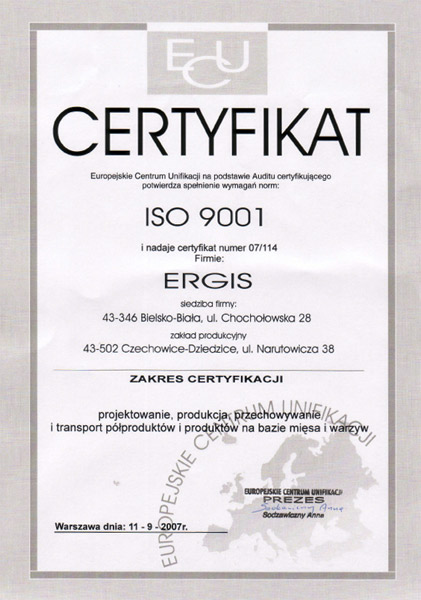 ECU
CERTYFIKAT
Europejskie Centrum Unifikacji na podstawie Auditu certyfikującego
potwierdza spełnienie wymagań norm:
ISO 9001
i nadaje certyfikat numer 07/114
Firmie:
ERGIS
siedziba firmy:
43-346 Bielsko-Biała, ul. Chochołowska 28
zakład produkcyjny
43-502 Czechowice-Dziedzice, ul. Narutowicza 38
ZAKRES CERTYFIKACJI
projektowanie, produkcja, przechowywanie
i transport półproduktów i produktów na bazie mięsa i warzyw
EUROPEJSKIE CENTRUM UNIFIKACJI
EUROPEJSKIE CENTRUM UNIFIKACJI
PREZES
Sodzawiczny Anna
Warszawa dnia: 11 - 9 - 2007r.